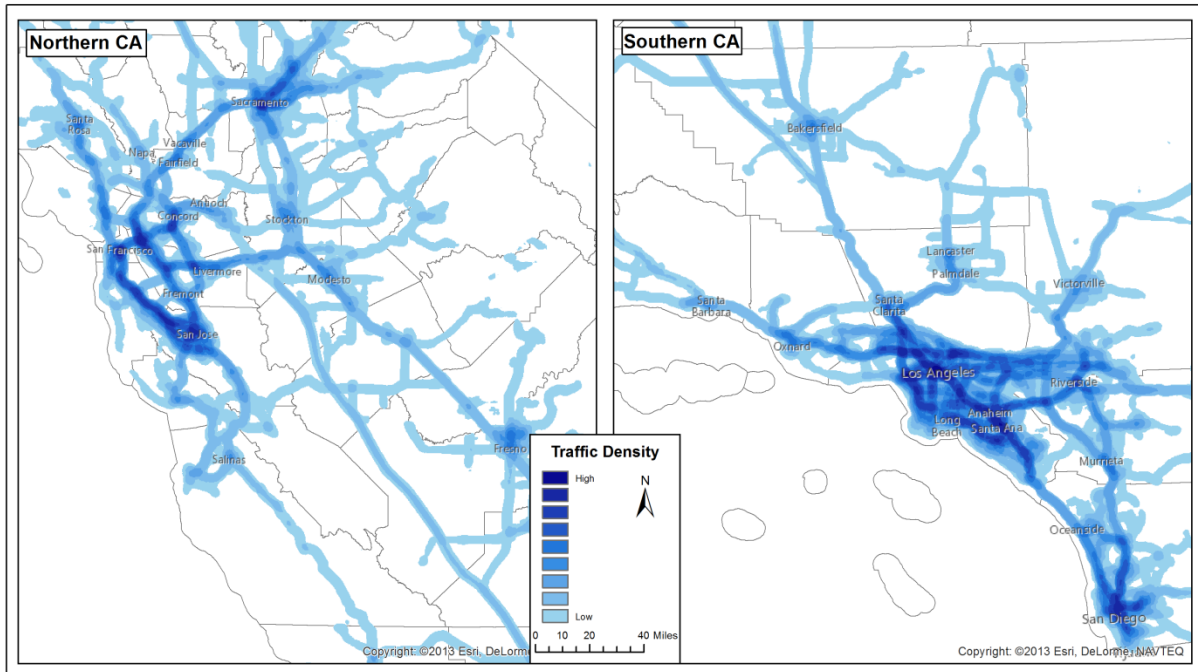 Northern CA
Sacramento
Santa
Rosa
Napa
Vacaville
Fairfield
Antioch
Concord
Stockton
San Francisco
Livermore
Modesto
Fremont
San Jose
Salinas
Fresno
Copyright: ©2013 Esri, DeLorme
Traffic Density
High
Low
N
0 10 20 40 Miles
Southern CA
Bakersfield
Lancaster
Palmdale
Victorville
Santa
Barbara
Santa
Clarita
Oxnard
Los Angeles
Riverside
Anaheim
Long
Beach
Santa Ana
Murrieta
Oceanside
San Diego
Copyright: ©2013 Esri, DeLorme, NAVTEQ